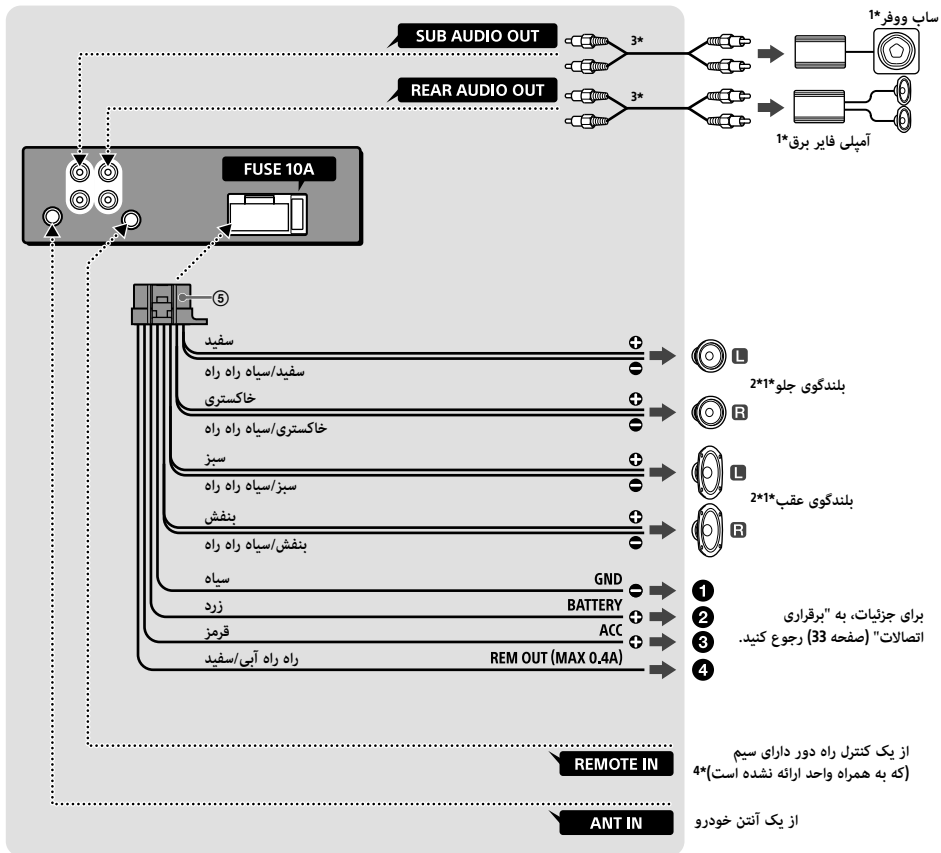 ساب ووفر*1
SUB AUDIO OUT
3*
REAR AUDIO OUT
3*
آمپلی فایر برق*1
FUSE 10A
⑤
سفید
سفید/سیاه راه راه
L
بلندگوی جلو*1*2
خاکستری
خاکستری/سیاه راه راه
R
سبز
سبز/سیاه راه راه
L
بلندگوی عقب*1*2
بنفش
بنفش/سیاه راه راه
R
سیاه
GND
❶
زرد
BATTERY
❷
قرمز
ACC
❸
راه راه آبی/سفید
REM OUT (MAX 0.4A)
❹
برای جزئیات، به "برقراری
اتصالات" (صفحه 33) رجوع کنید.
REMOTE IN
از یک کنترل راه دور دارای سیم
(که به همراه واحد ارائه نشده است)*4
ANT IN
از یک آنتن خودرو